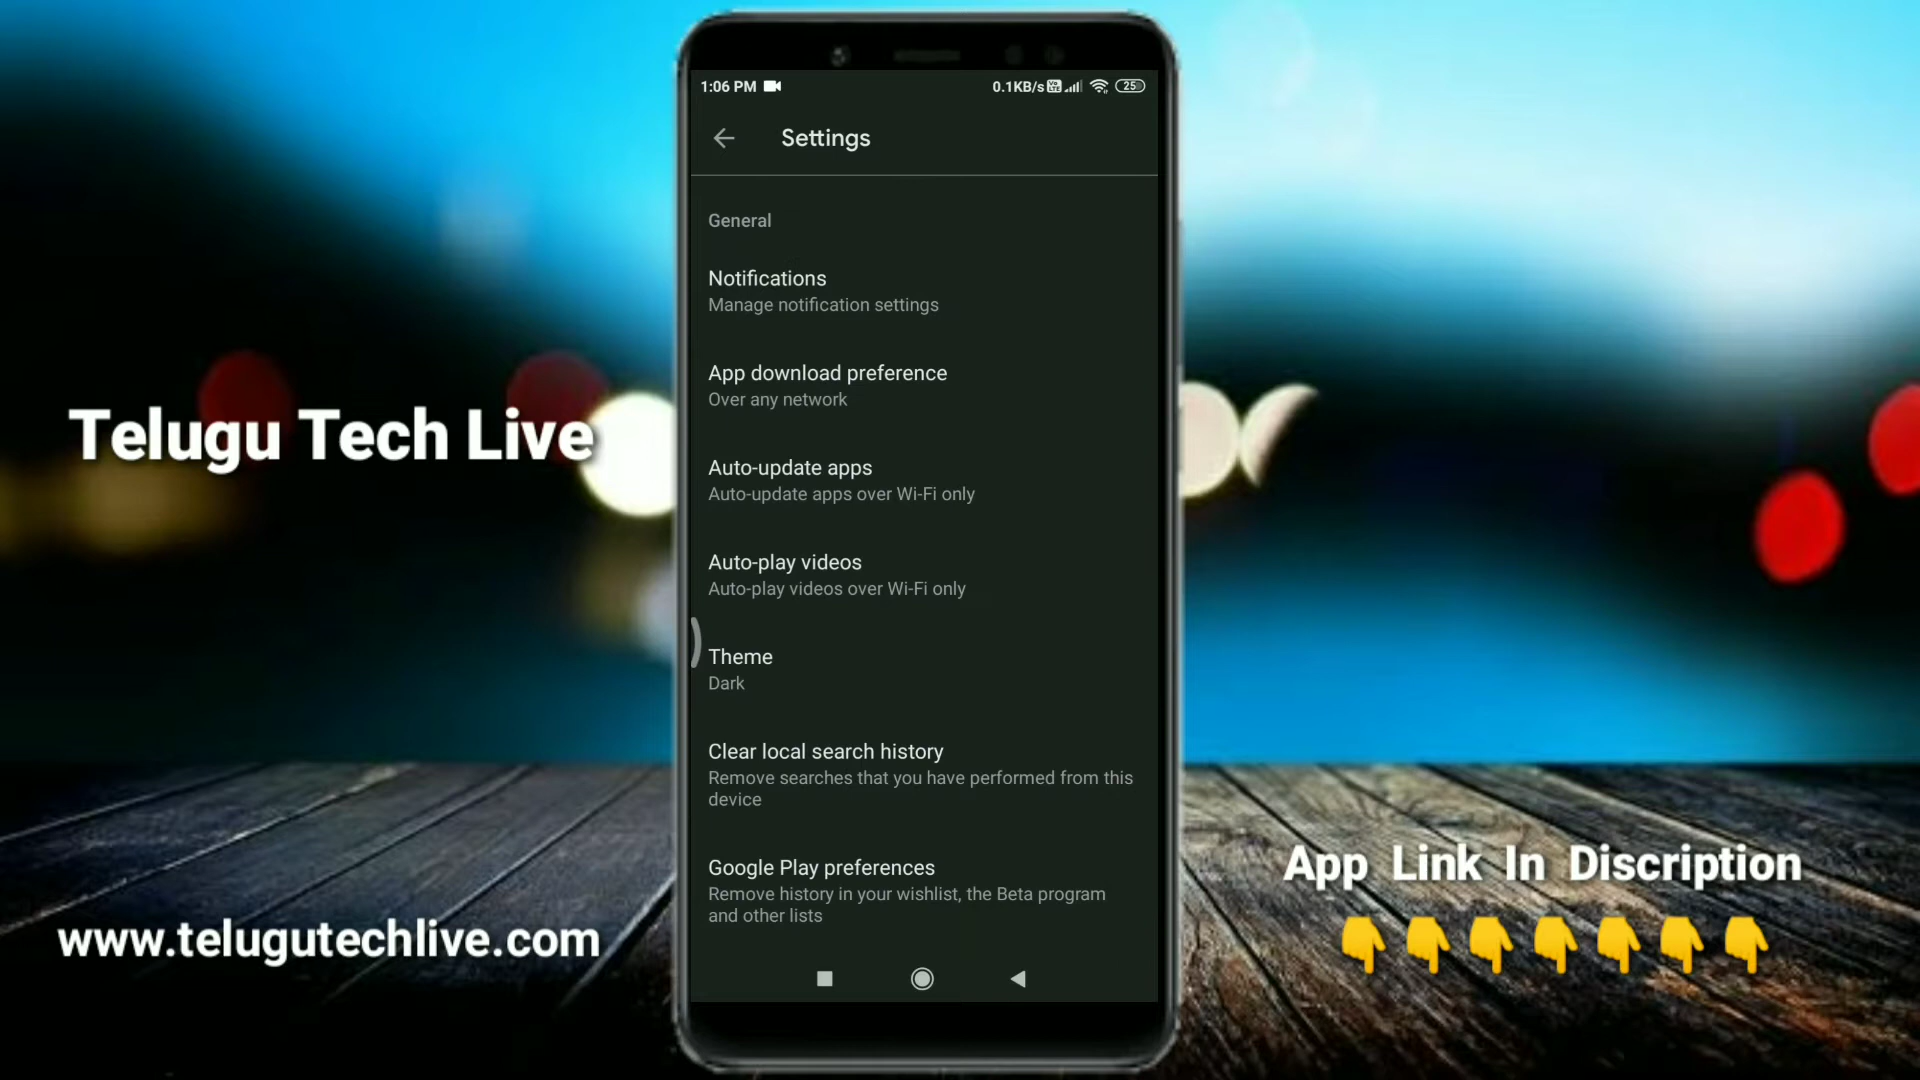 1:06 PM
0.1KB/s
25
Settings
General
Notifications
Manage notification settings
App download preference
Over any network
Auto-update apps
Auto-update apps over Wi-Fi only
Auto-play videos
Auto-play videos over Wi-Fi only
Theme
Dark
Clear local search history
Remove searches that you have performed from this
device
Google Play preferences
Remove history in your wishlist, the Beta program
and other lists
Telugu Tech Live
www.telugutechlive.com
App Link In Discription
👇👇👇👇👇👇👇